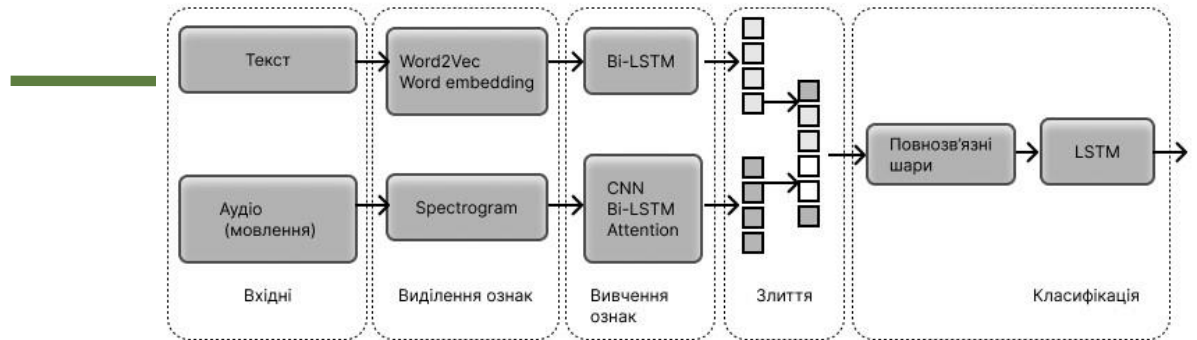 Текст
Word2Vec
Word embedding
Bi-LSTM
Аудіо
(мовлення)
Spectrogram
CNN
Bi-LSTM
Attention
Повнозв'язні
шари
LSTM
Вхідні
Виділення ознак
Вивчення
ознак
Злиття
Класифікація